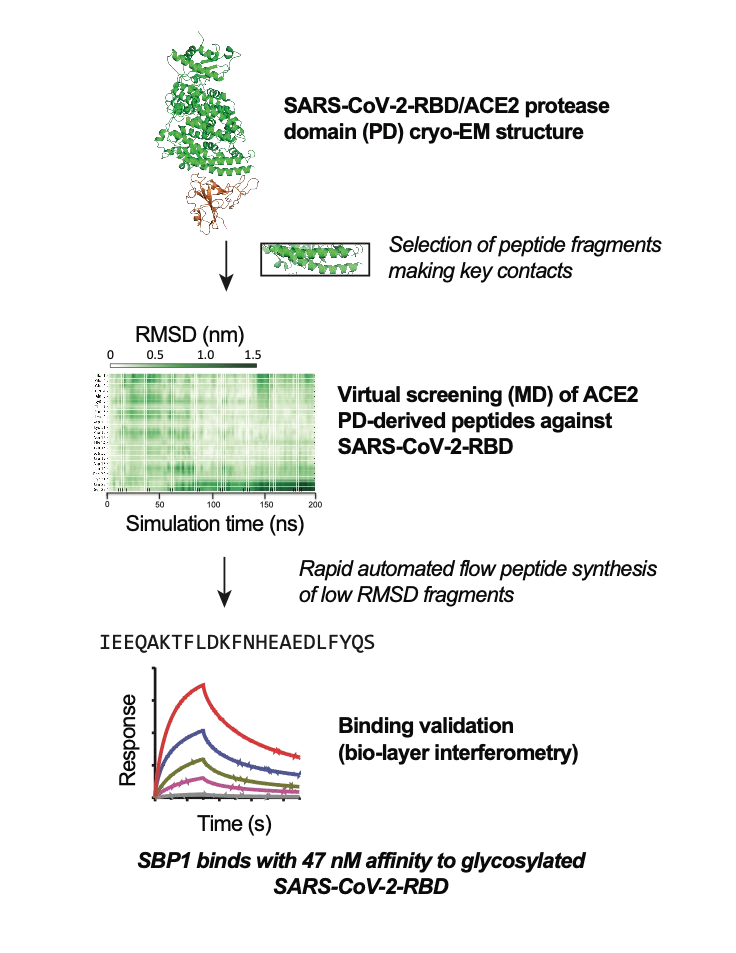 SARS-CoV-2-RBD/ACE2 protease
domain (PD) cryo-EM structure
Selection of peptide fragments
making key contacts
RMSD (nm)
0 0.5 1.0 1.5
Virtual screening (MD) of ACE2
PD-derived peptides against
SARS-CoV-2-RBD
0 50 100 150 200
Simulation time (ns)
Rapid automated flow peptide synthesis
of low RMSD fragments
IEEQAKTFLDKFNHEAEDLFYQS
Response
Binding validation
(bio-layer interferometry)
Time (s)
SBP1 binds with 47 nM affinity to glycosylated
SARS-CoV-2-RBD